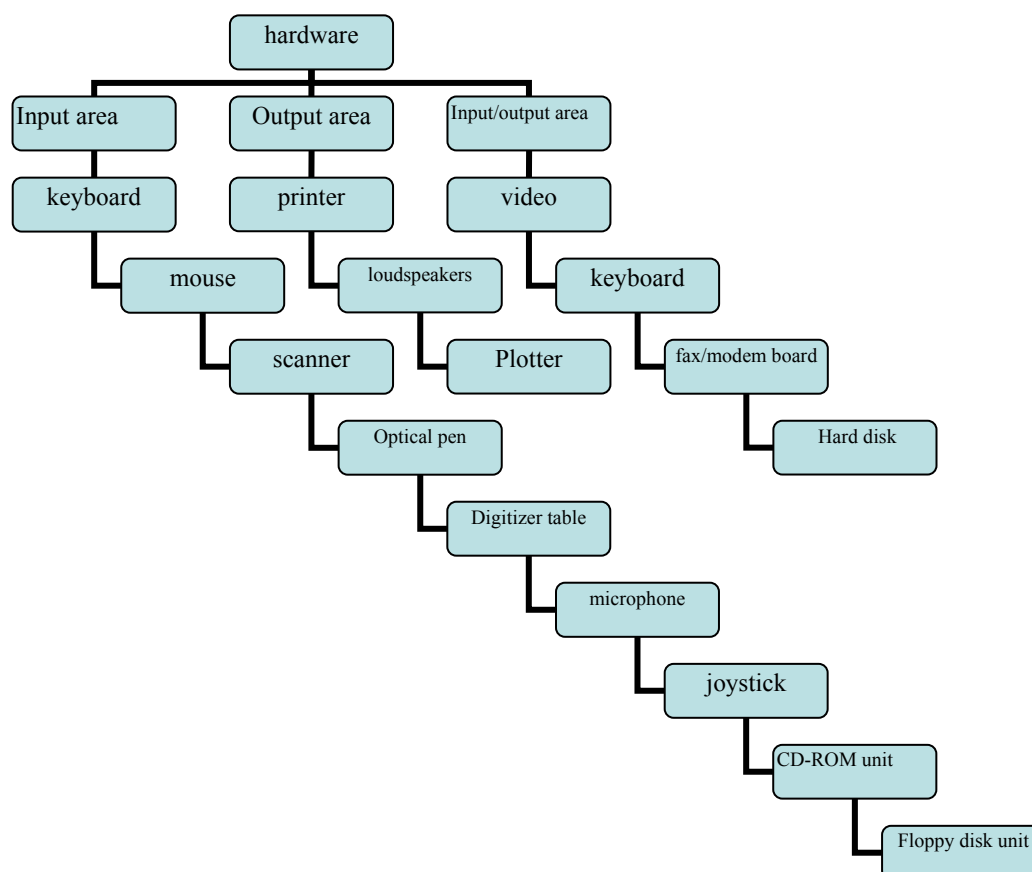 hardware
Input area
Output area
Input/output area
keyboard
printer
video
mouse
loudspeakers
keyboard
scanner
Plotter
fax/modem board
Optical pen
Hard disk
Digitizer table
microphone
joystick
CD-ROM unit
Floppy disk unit